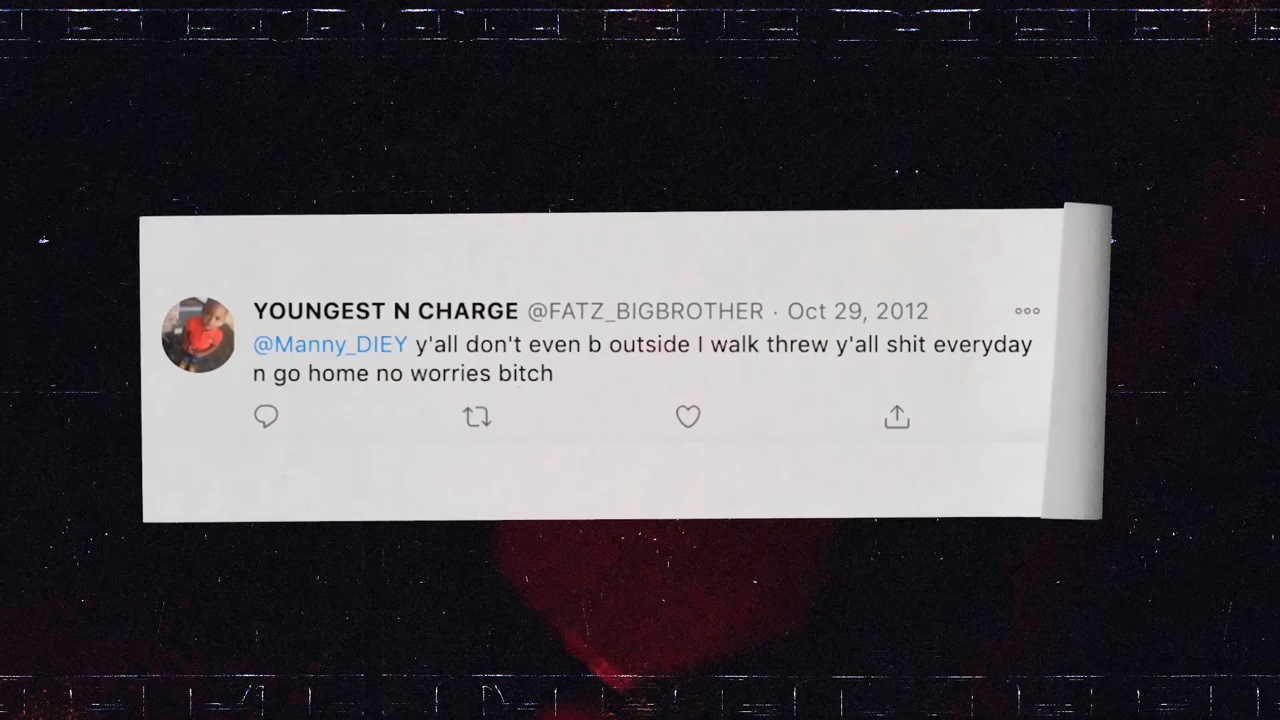 YOUNGEST N CHARGE @FATZ_BIGBROTHER · Oct 29, 2012
@Manny_DIEY y'all don't even b outside I walk threw y'all shit everyday
n go home no worries bitch